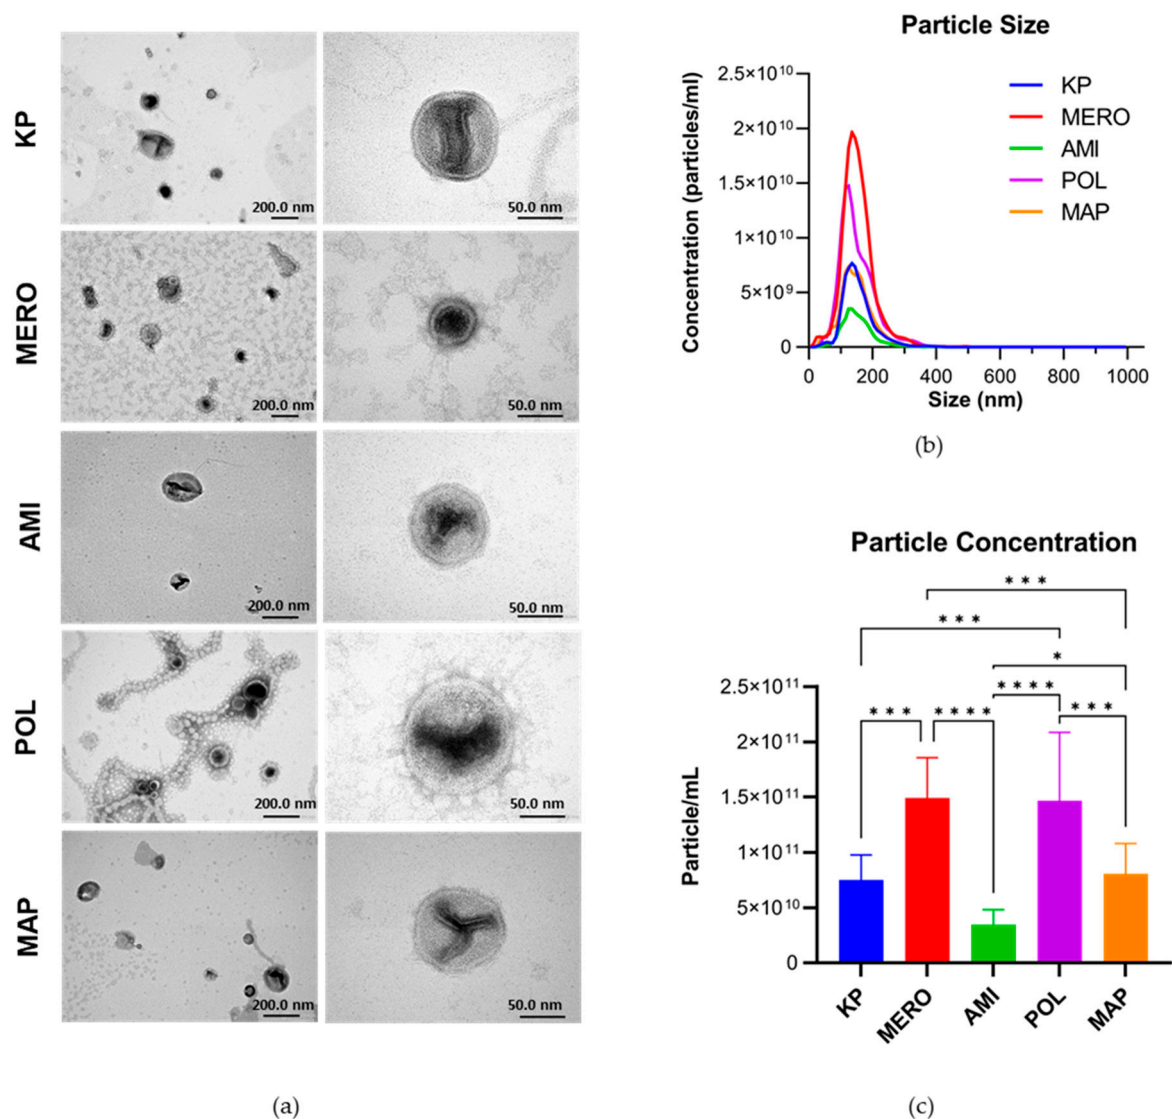 KP
200.0 nm
50.0 nm
MERO
200.0 nm
50.0 nm
AMI
200.0 nm
50.0 nm
POL
200.0 nm
50.0 nm
MAP
200.0 nm
50.0 nm
(a)
Particle Size
Concentration (particles/ml)
2.5×10¹⁰
2×10¹⁰
1.5×10¹⁰
1×10¹⁰
5×10⁹
0
0 200 400 600 800 1000
Size (nm)
KP
MERO
AMI
POL
MAP
(b)
Particle Concentration
Particle/mL
* * *
* * *
*
* * * *
* * *
* * * *
* * *
2.5×10¹¹
2×10¹¹
1.5×10¹¹
1×10¹¹
5×10¹⁰
0
KP MERO AMI POL MAP
(c)